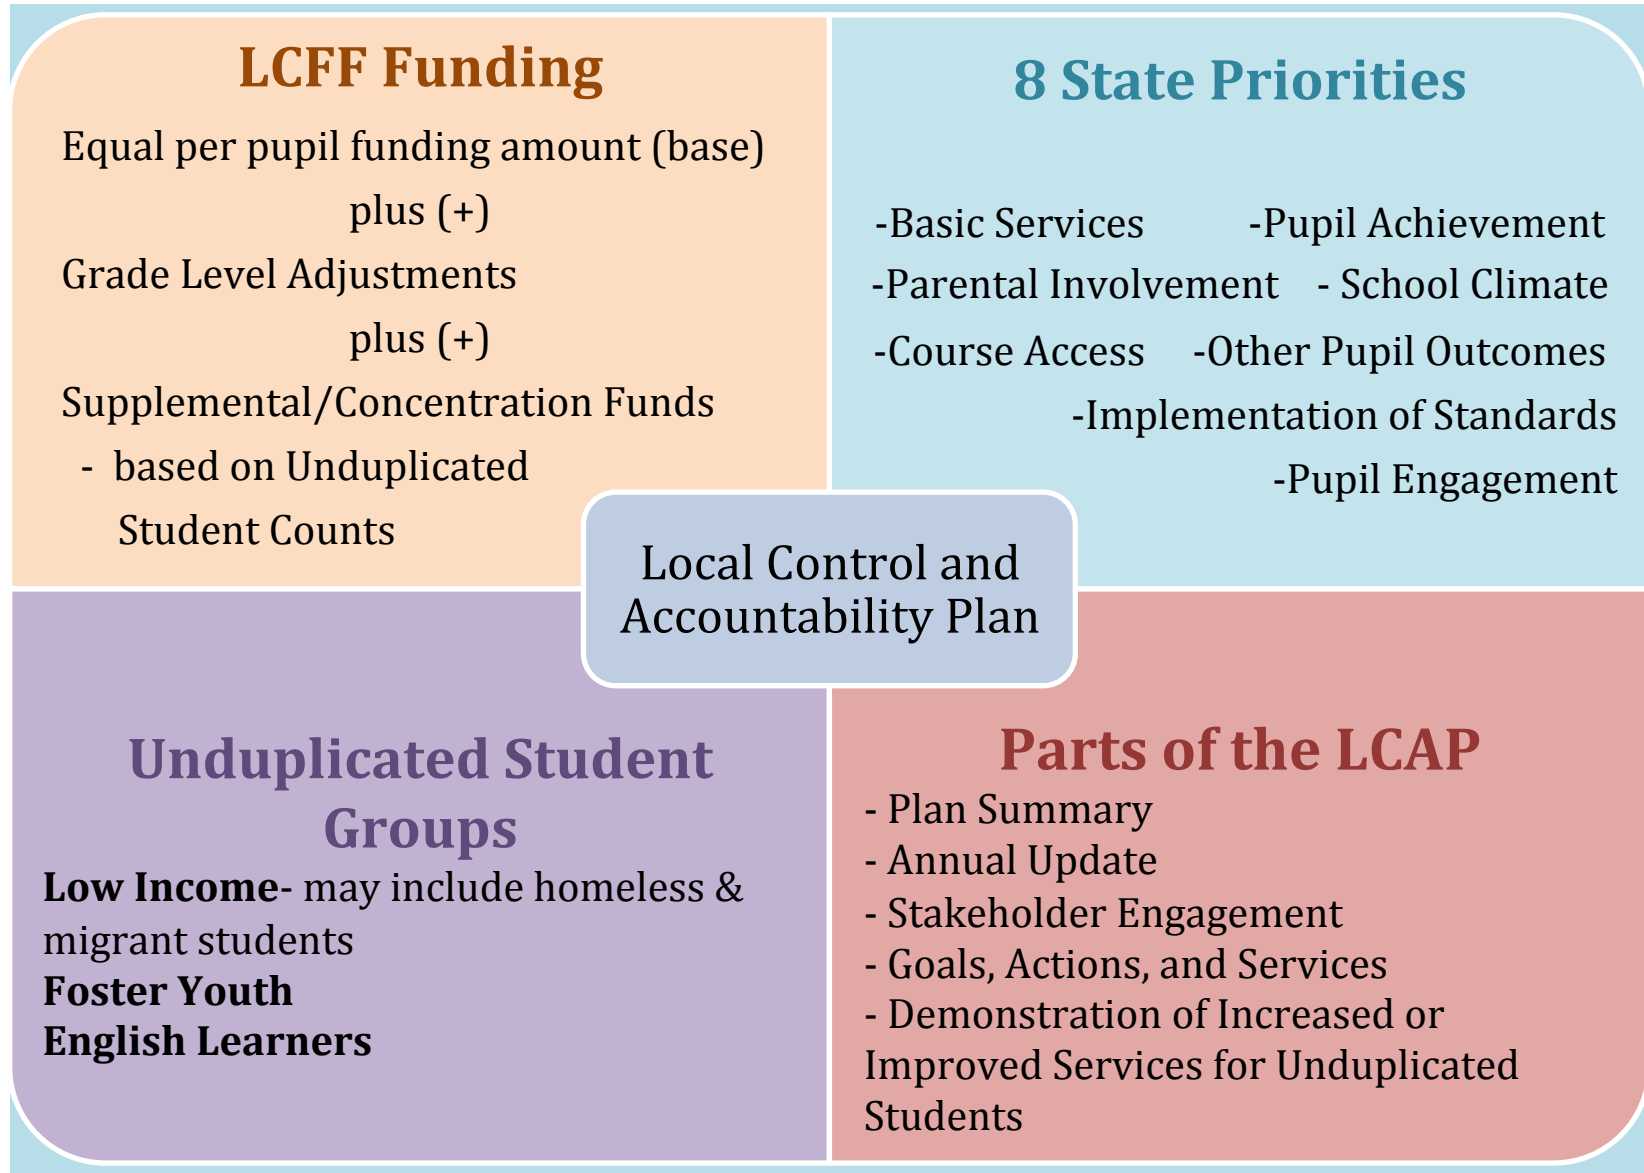 LCFF Funding
Equal per pupil funding amount (base)
plus (+)
Grade Level Adjustments
plus (+)
Supplemental/Concentration Funds
- based on Unduplicated
Student Counts
8 State Priorities
-Basic Services -Pupil Achievement
-Parental Involvement - School Climate
-Course Access -Other Pupil Outcomes
-Implementation of Standards
-Pupil Engagement
Local Control and
Accountability Plan
Unduplicated Student
Groups
Low Income- may include homeless &
migrant students
Foster Youth
English Learners
Parts of the LCAP
- Plan Summary
- Annual Update
- Stakeholder Engagement
- Goals, Actions, and Services
- Demonstration of Increased or
Improved Services for Unduplicated
Students